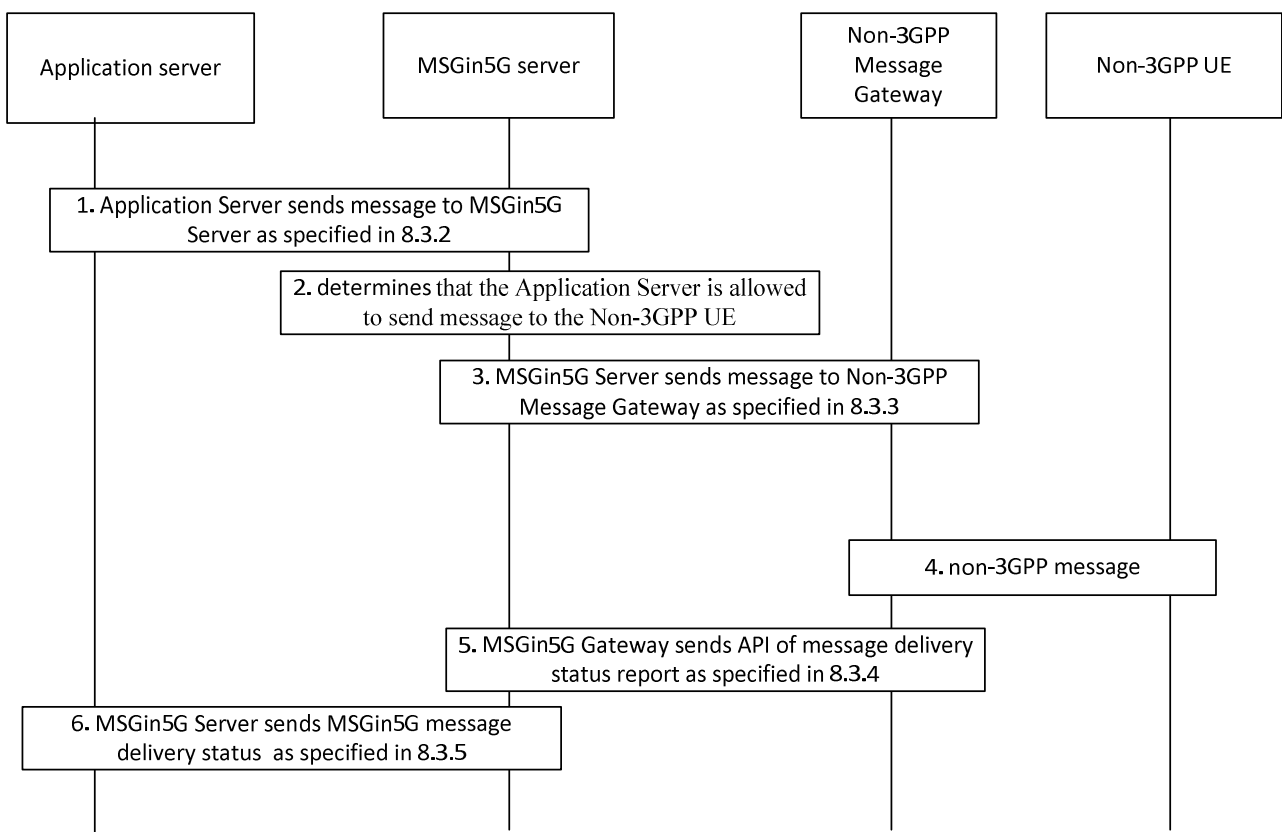 Application server
MSGin5G server
Non-3GPP
Message
Gateway
Non-3GPP UE
1. Application Server sends message to MSGin5G
Server as specified in 8.3.2
2. determines that the Application Server is allowed
to send message to the Non-3GPP UE
3. MSGin5G Server sends message to Non-3GPP
Message Gateway as specified in 8.3.3
4. non-3GPP message
5. MSGin5G Gateway sends API of message delivery
status report as specified in 8.3.4
6. MSGin5G Server sends MSGin5G message
delivery status as specified in 8.3.5